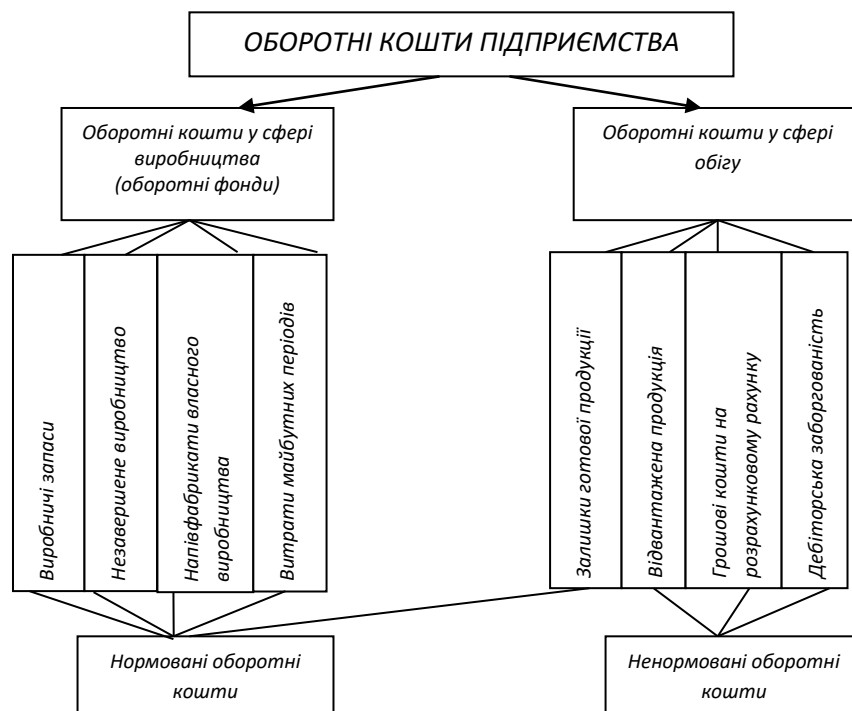 ОБОРОТНІ КОШТИ ПІДПРИЄМСТВА
Оборотні кошти у сфері
виробництва
(оборотні фонди)
Оборотні кошти у сфері
обігу
Виробничі запаси
Незавершене виробництво
Напівфабрикати власного
виробництва
Витрати майбутних періодів
Залишки готової продукції
Відвантажена продукція
Грошові кошти на
розрахунковому рахунку
Дебіторська заборгованість
Нормовані оборотні
кошти
Ненормовані оборотні
кошти